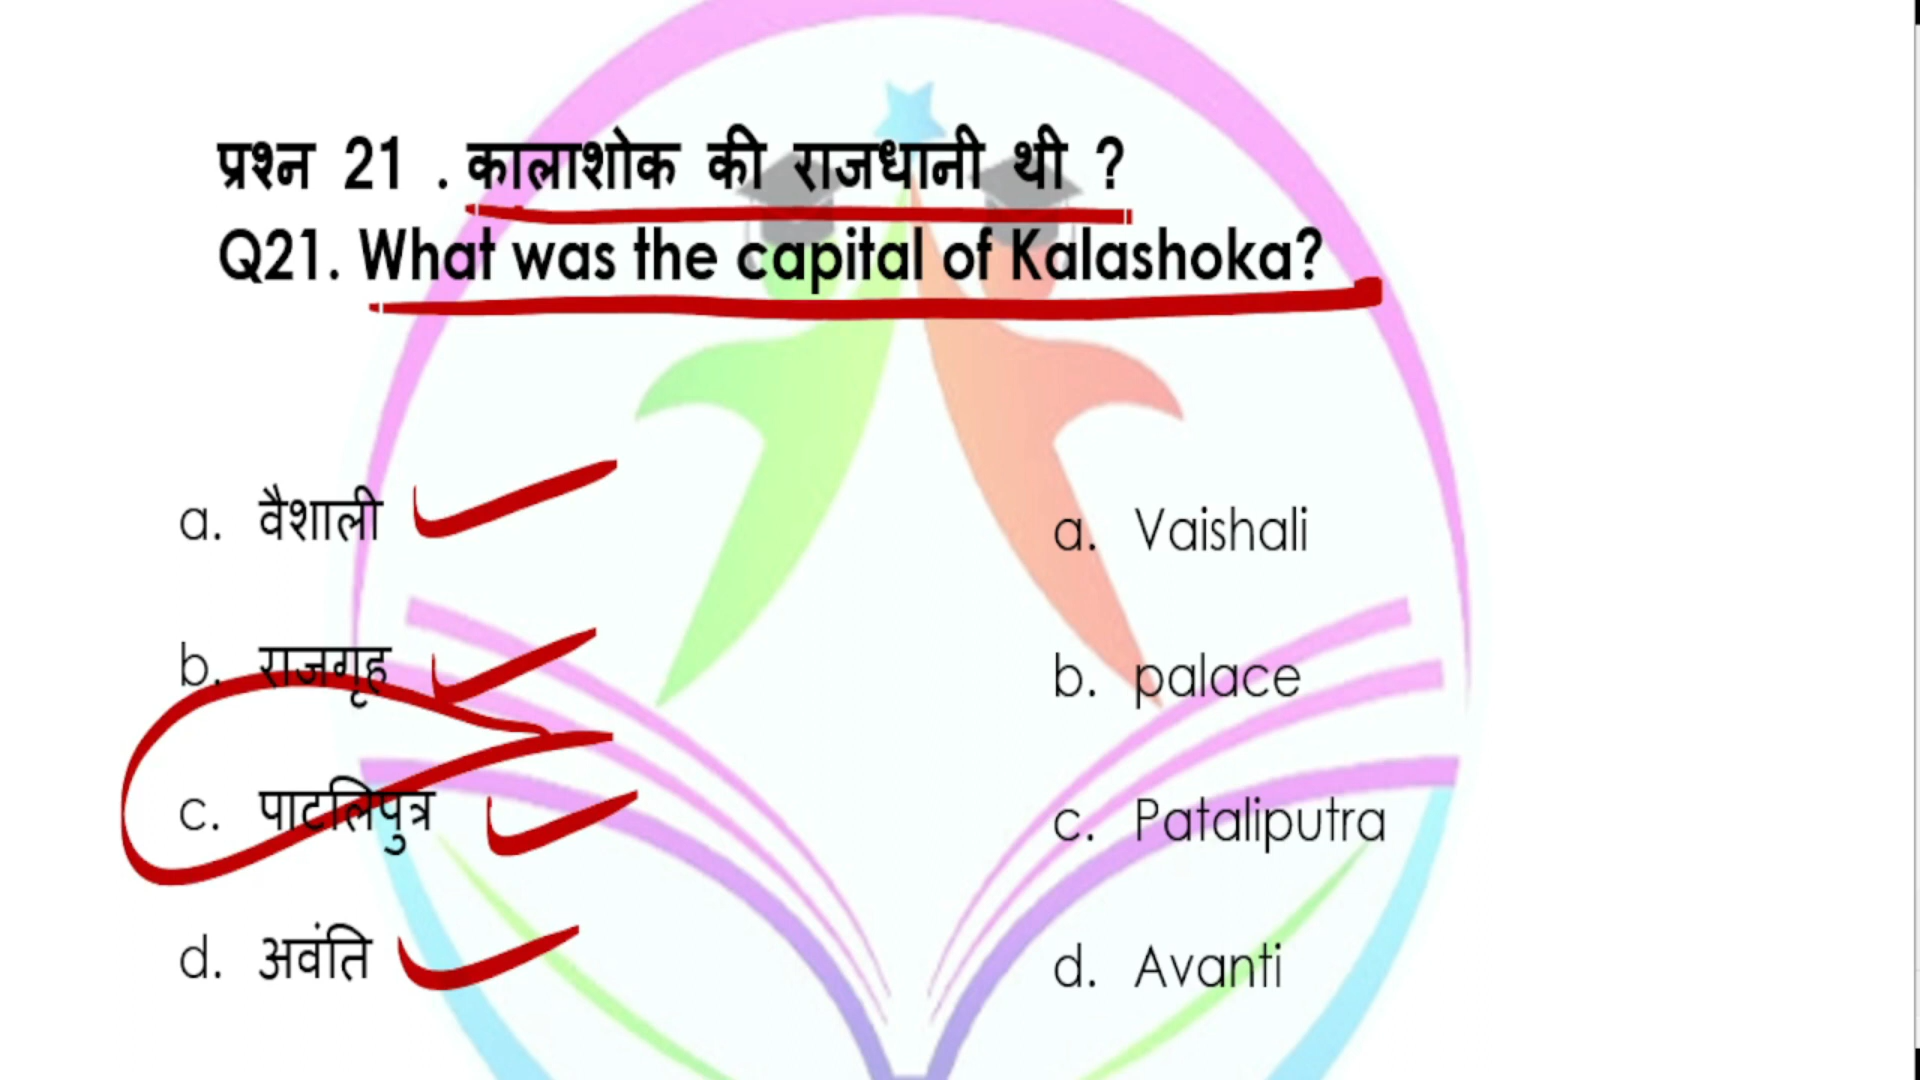 प्रश्न 21 . कालाशोक की राजधानी थी ?
Q21. What was the capital of Kalashoka?
a. वैशाली
b. राजगृह
c. पाटलिपुत्र
d. अवंति
a. Vaishali
b. palace
c. Pataliputra
d. Avanti